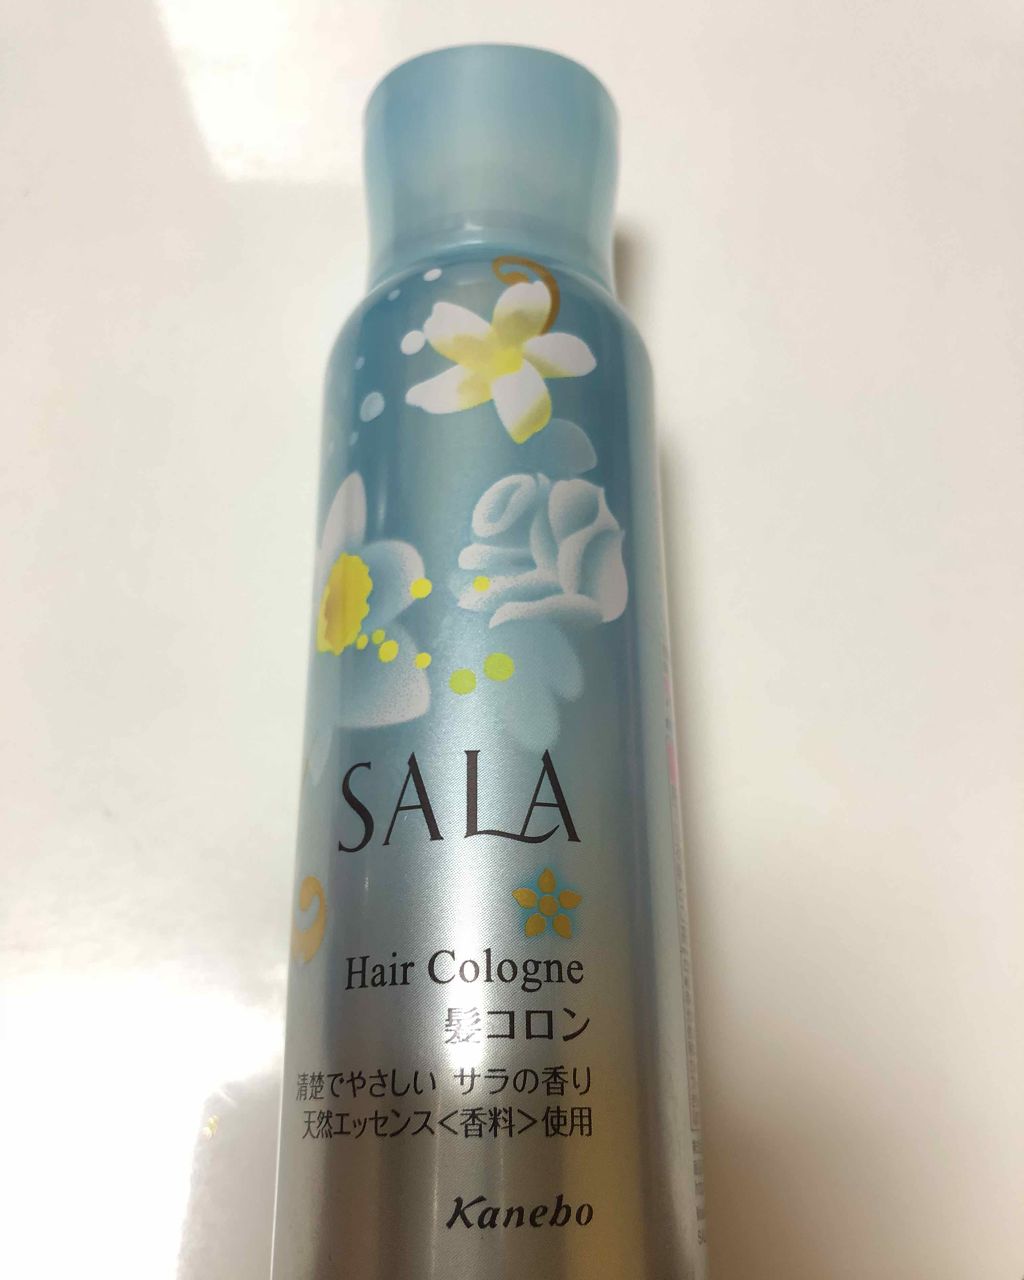 SALA
Hair Cologne
髪コロン
清楚でやさしい サラの香り
天然エッセンス<香料>使用
Kanebo